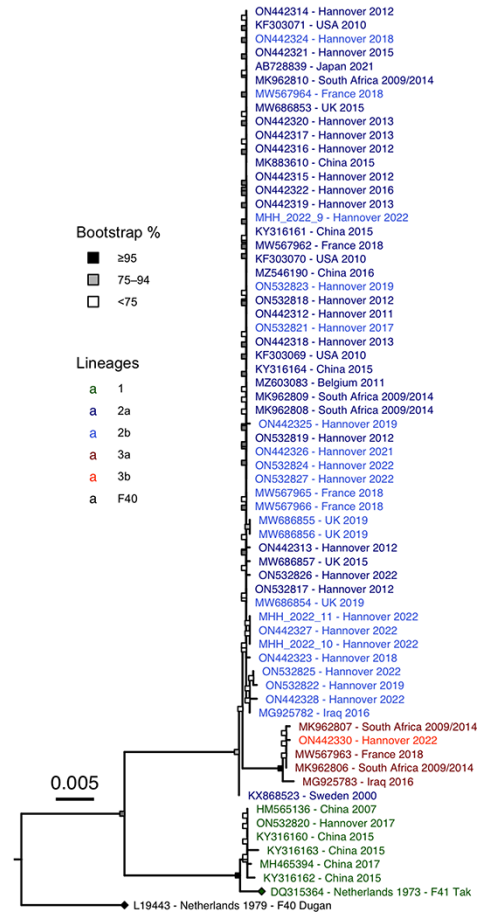 ON442314 - Hannover 2012
KF303071 - USA 2010
ON442324 - Hannover 2018
ON442321 - Hannover 2015
AB728839 - Japan 2021
MK962810 - South Africa 2009/2014
MW567964 - France 2018
MW686853 - UK 2015
ON442320 - Hannover 2013
ON442317 - Hannover 2013
ON442316 - Hannover 2012
MK883610 - China 2015
ON442315 - Hannover 2012
ON442322 - Hannover 2016
ON442319 - Hannover 2013
MHH_2022_9 - Hannover 2022
KY316161 - China 2015
MW567962 - France 2018
KF303070 - USA 2010
MZ546190 - China 2016
ON532823 - Hannover 2019
ON532818 - Hannover 2012
ON442312 - Hannover 2011
ON532821 - Hannover 2017
ON442318 - Hannover 2013
KF303069 - USA 2010
KY316164 - China 2015
MZ603083 - Belgium 2011
MK962809 - South Africa 2009/2014
MK962808 - South Africa 2009/2014
ON442325 - Hannover 2019
ON532819 - Hannover 2012
ON442326 - Hannover 2021
ON532824 - Hannover 2022
ON532827 - Hannover 2022
MW567965 - France 2018
MW567966 - France 2018
MW686855 - UK 2019
MW686856 - UK 2019
ON442313 - Hannover 2012
MW686857 - UK 2015
ON532826 - Hannover 2022
ON532817 - Hannover 2012
MW686854 - UK 2019
MHH_2022_11 - Hannover 2022
ON442327 - Hannover 2022
MHH_2022_10 - Hannover 2022
ON442323 - Hannover 2018
ON532825 - Hannover 2022
ON532822 - Hannover 2019
ON442328 - Hannover 2022
MG925782 - Iraq 2016
MK962807 - South Africa 2009/2014
ON442330 - Hannover 2022
MW567963 - France 2018
MK962806 - South Africa 2009/2014
MG925783 - Iraq 2016
KX868523 - Sweden 2000
HM565136 - China 2007
ON532820 - Hannover 2017
KY316160 - China 2015
KY316163 - China 2015
MH465394 - China 2017
KY316162 - China 2015
DQ315364 - Netherlands 1973 - F41 Tak
L19443 - Netherlands 1979 - F40 Dugan
Bootstrap %
≥95
75–94
<75
Lineages
a 1
a 2a
a 2b
a 3a
a 3b
a F40
0.005